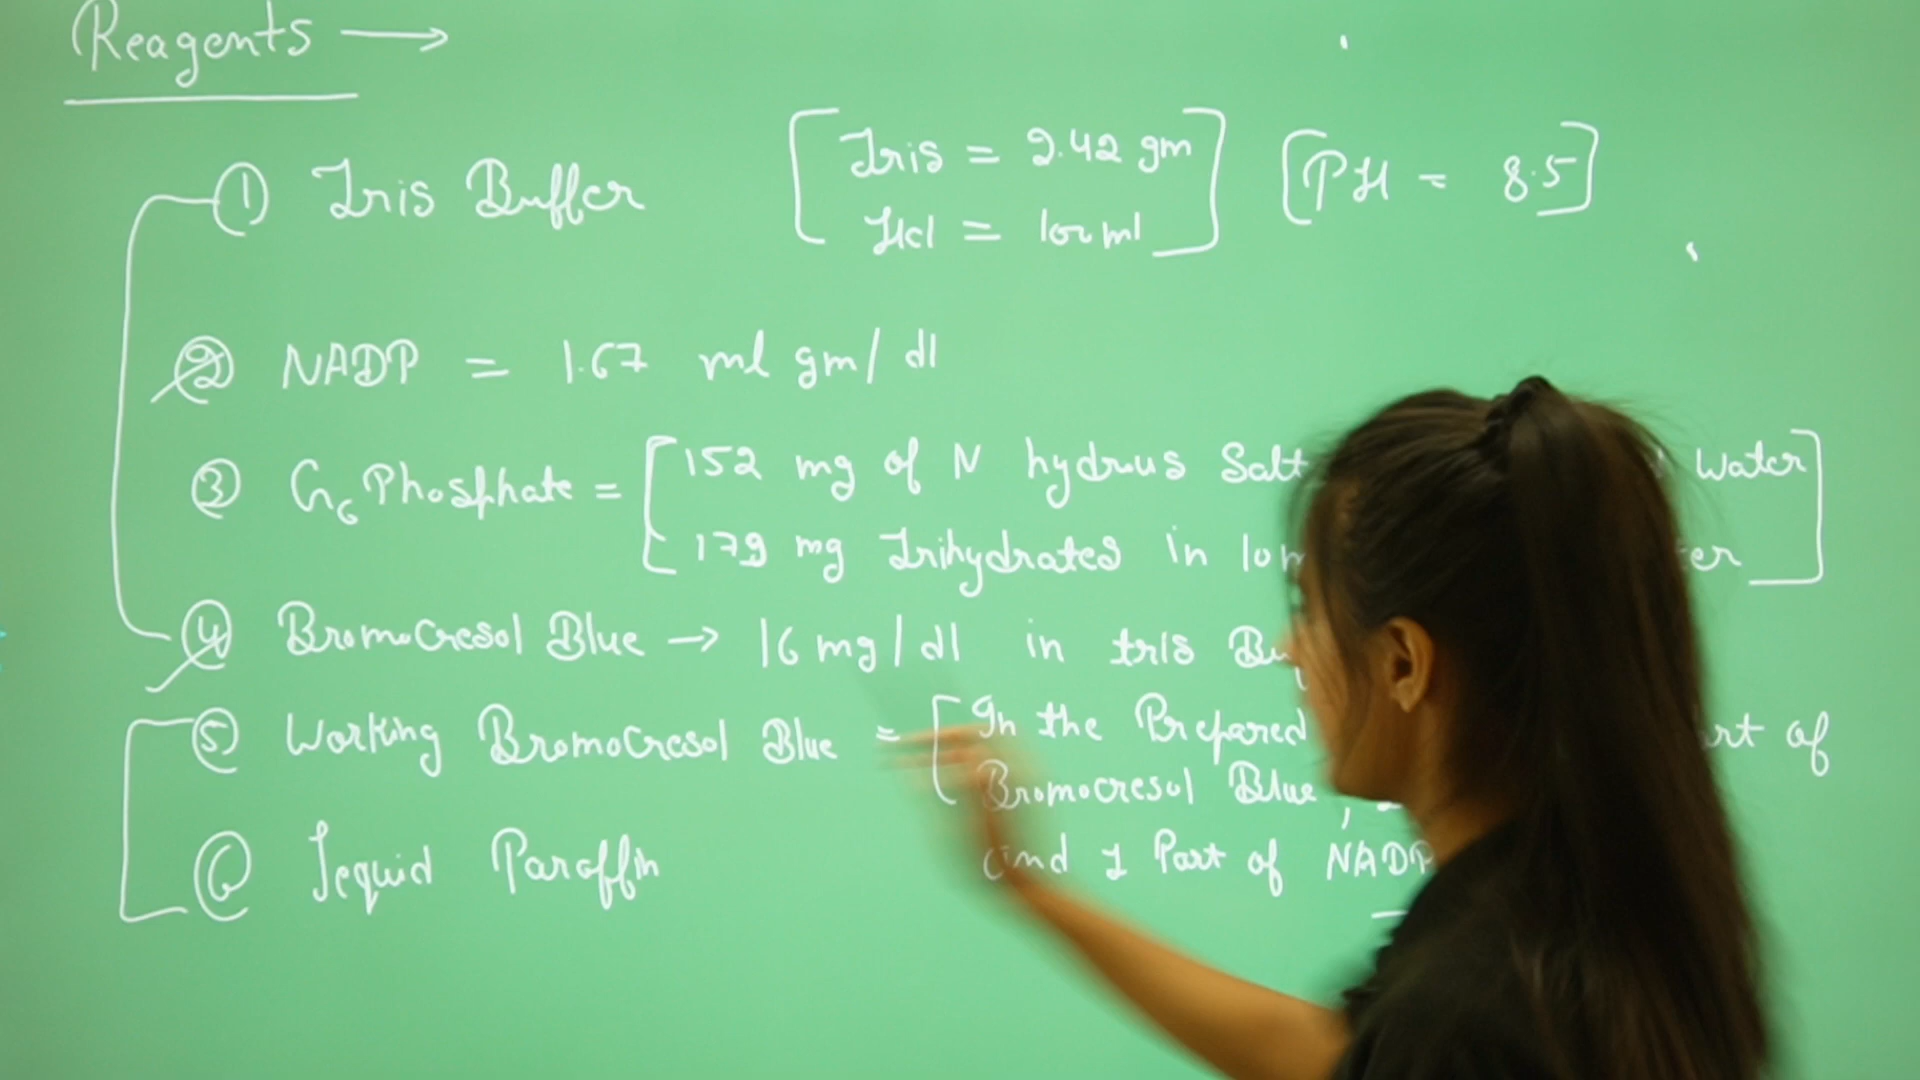 Reagents →
① Tris Buffer [Tris = 2.42 gm [PH = 8.5]
Hcl = 100 ml]
② NADP = 1.67 ml gm/dl
③ G6 Phosphate = [152 mg of N hydrus Salt Water
179 mg Trihydrated in 10 m]
④ Bromocresol Blue → 16 mg/dl in tris
⑤ Working Bromocresol Blue = [In the Prepared of
Bromocresol Blue,
and 1 Part of NADP
⑥ Lequid Paraffin